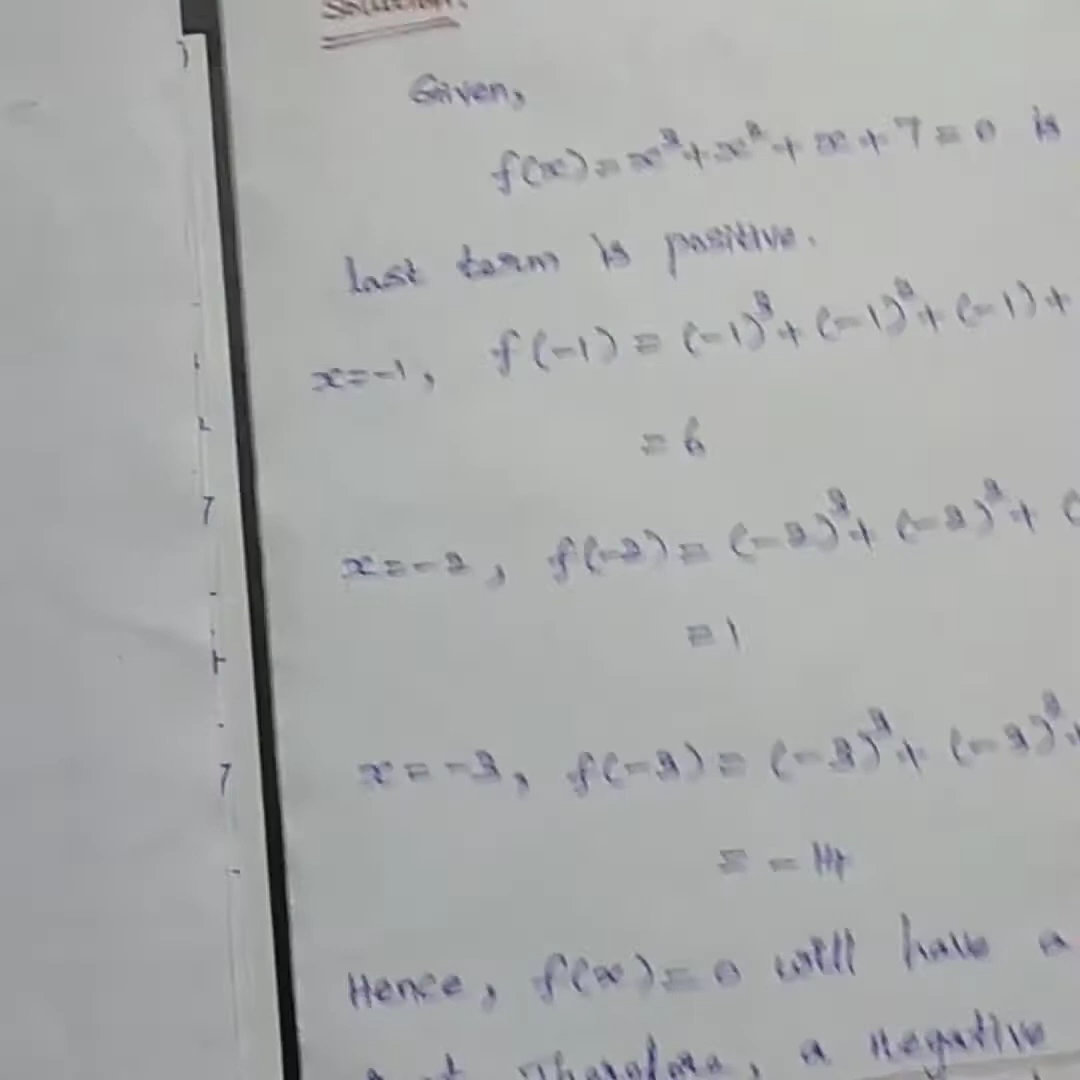 Solution:
Given,
f(x) = x³ + x² + x + 7 = 0 is
last term is positive.
x = -1, f(-1) = (-1)³ + (-1)² + (-1) +
= 6
x = -2, f(-2) = (-2)³ + (-2)² + (
= 1
x = -3, f(-3) = (-3)³ + (-3)² +
= -14
Hence, f(x) = 0 will have a
Therefore, a negative